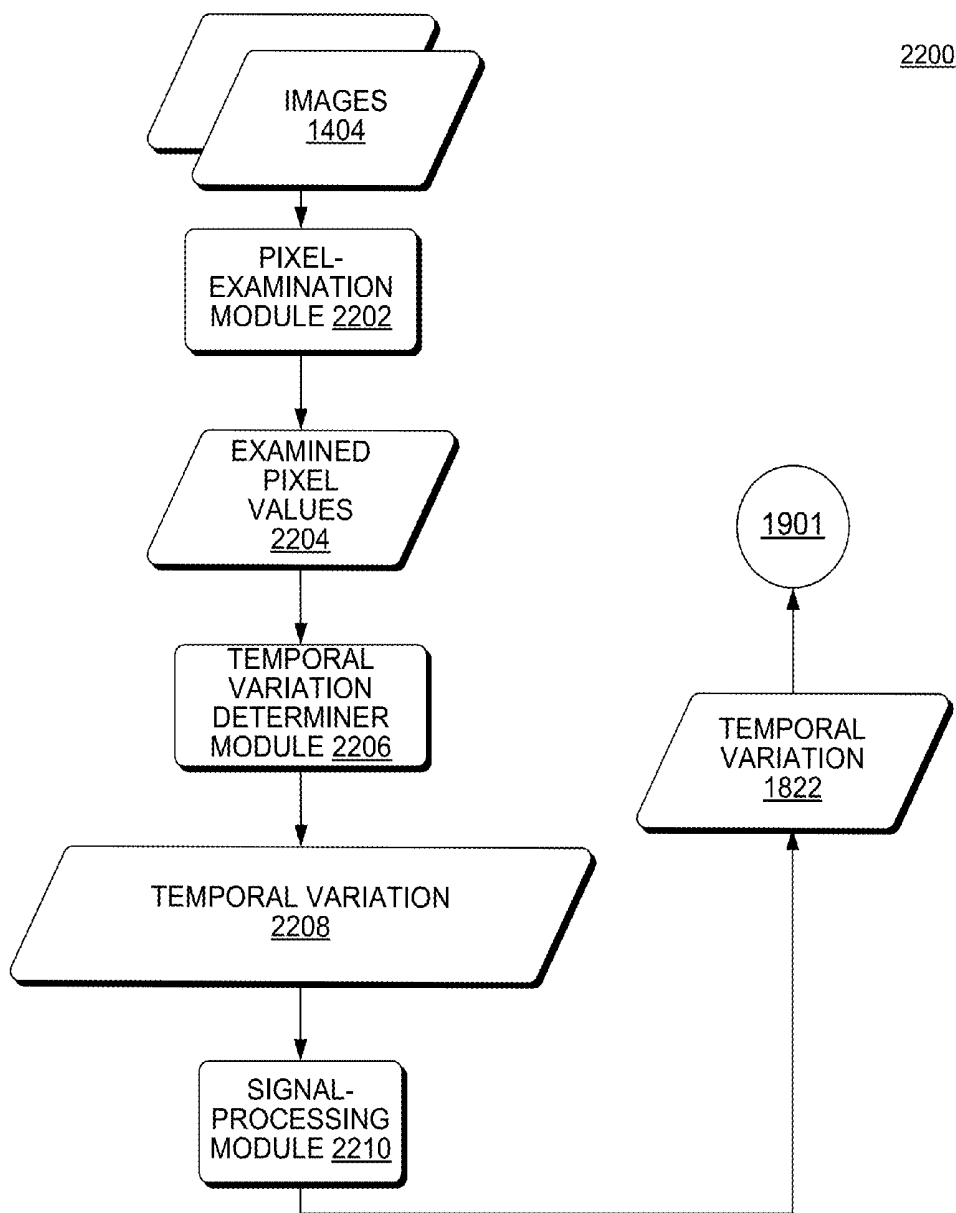 2200
IMAGES
1404
PIXEL-
EXAMINATION
MODULE 2202
EXAMINED
PIXEL
VALUES
2204
1901
TEMPORAL
VARIATION
DETERMINER
MODULE 2206
TEMPORAL
VARIATION
1822
TEMPORAL VARIATION
2208
SIGNAL-
PROCESSING
MODULE 2210